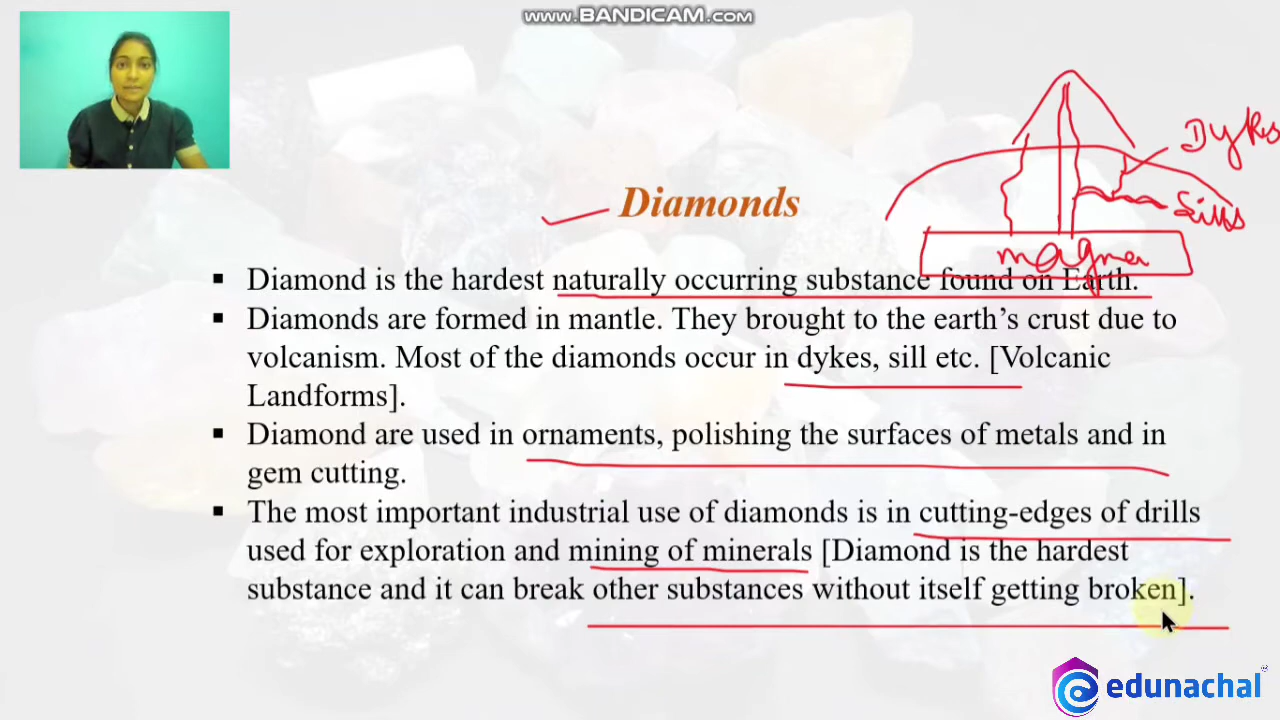 WWW.BANDICAM.COM
Dykes
Diamonds
Sills
magma
▪ Diamond is the hardest naturally occurring substance found on Earth.
▪ Diamonds are formed in mantle. They brought to the earth’s crust due to
volcanism. Most of the diamonds occur in dykes, sill etc. [Volcanic
Landforms].
▪ Diamond are used in ornaments, polishing the surfaces of metals and in
gem cutting.
▪ The most important industrial use of diamonds is in cutting-edges of drills
used for exploration and mining of minerals [Diamond is the hardest
substance and it can break other substances without itself getting broken].
edunachal